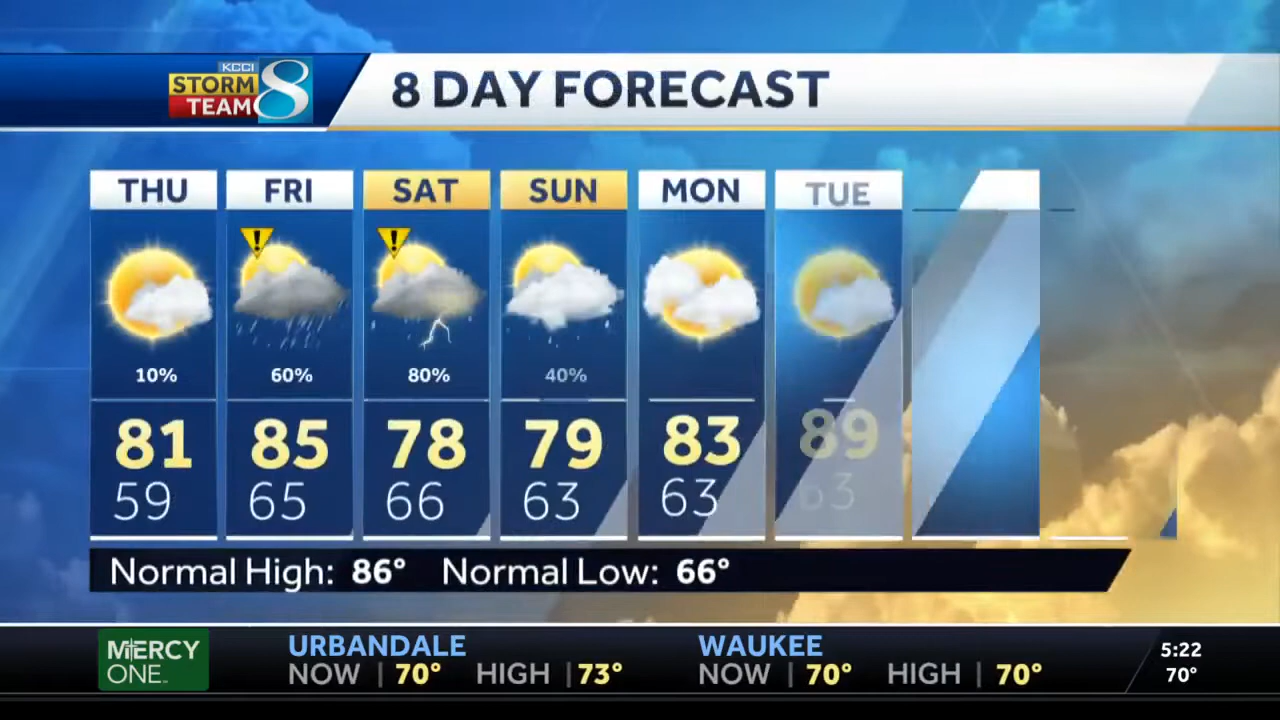 KCCI
STORM
TEAM 8
8 DAY FORECAST
THU FRI SAT SUN MON TUE
! !
10% 60% 80% 40%
81 85 78 79 83 89
59 65 66 63 63 63
Normal High: 86° Normal Low: 66°
MERCY
ONE
URBANDALE WAUKEE
NOW | 70° HIGH | 73° NOW | 70° HIGH | 70°
5:22
70°